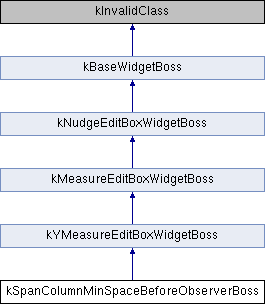 kInvalidClass
kBaseWidgetBoss
kNudgeEditBoxWidgetBoss
kMeasureEditBoxWidgetBoss
kYMeasureEditBoxWidgetBoss
kSpanColumnMinSpaceBeforeObserverBoss